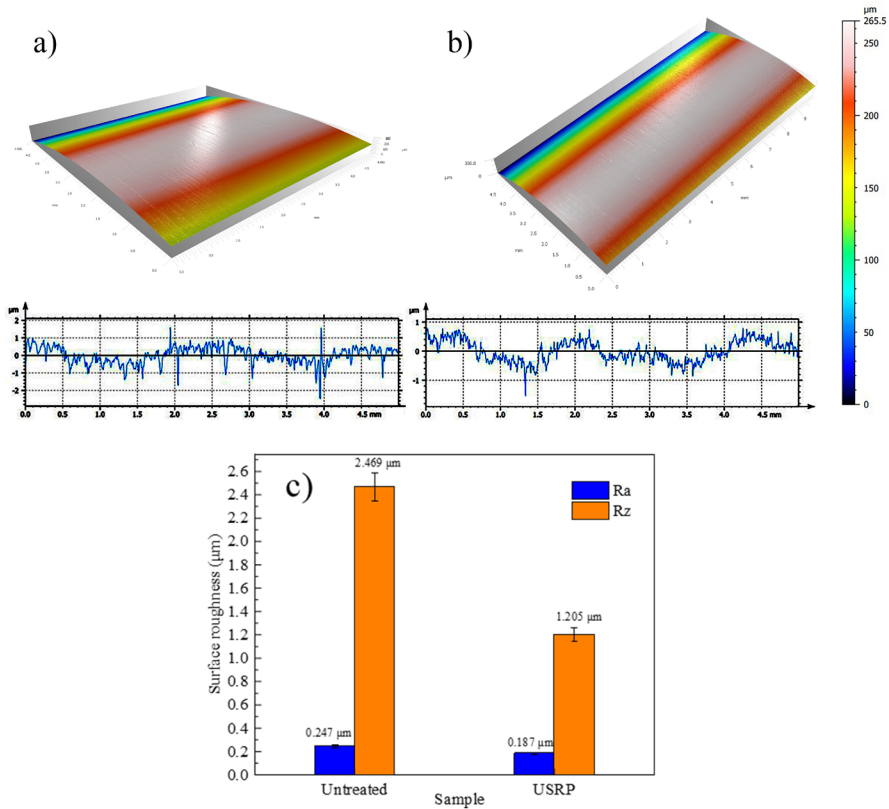 a)
b)
µm
265.5
250
200
150
100
50
0
µm
2
1
0
-1
-2
0.0 0.5 1.0 1.5 2.0 2.5 3.0 3.5 4.0 4.5 mm
µm
1
0
-1
0.0 0.5 1.0 1.5 2.0 2.5 3.0 3.5 4.0 4.5 mm
c)
Surface roughness (µm)
2.6
2.4
2.2
2.0
1.8
1.6
1.4
1.2
1.0
0.8
0.6
0.4
0.2
0.0
2.469 µm
0.247 µm
1.205 µm
0.187 µm
Ra
Rz
Untreated USRP
Sample